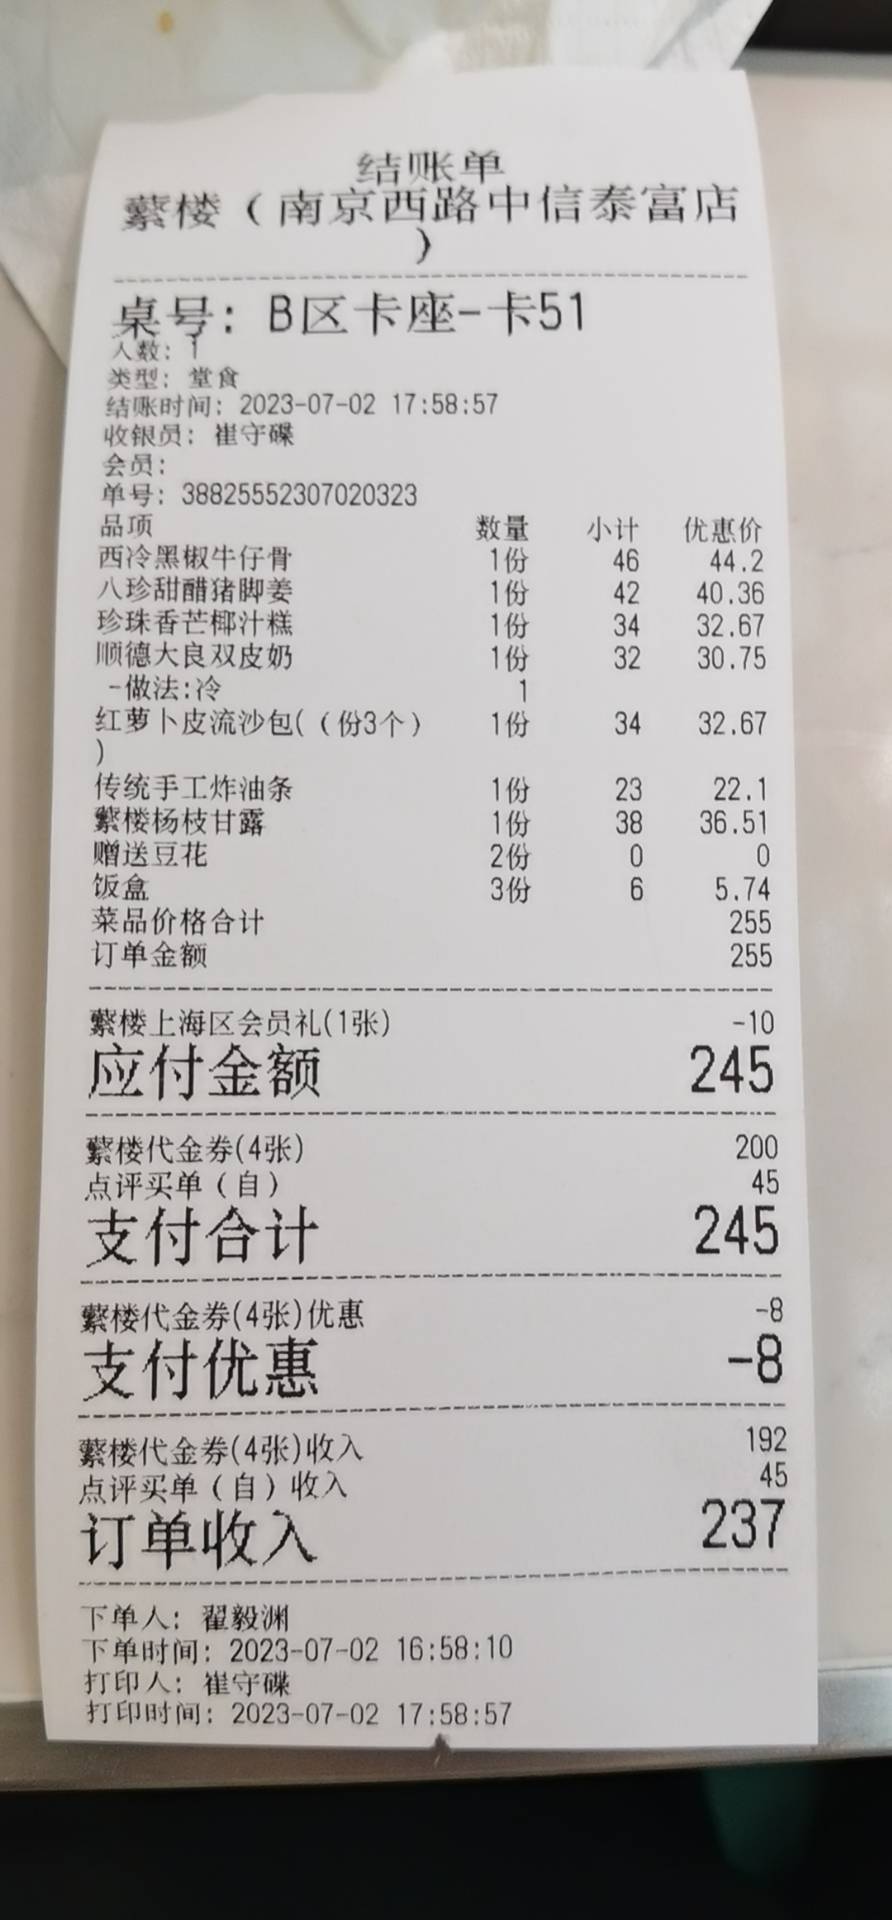 结账单
蘩楼（南京西路中信泰富店
）
桌号: B区卡座-卡51
人数: 1
类型: 堂食
结账时间: 2023-07-02 17:58:57
收银员: 崔守碟
会员:
单号: 38825552307020323
品项 数量 小计 优惠价
西冷黑椒牛仔骨 1份 46 44.2
八珍甜醋猪脚姜 1份 42 40.36
珍珠香芒椰汁糕 1份 34 32.67
顺德大良双皮奶 1份 32 30.75
-做法:冷 1
红萝卜皮流沙包(（份3个） 1份 34 32.67
)
传统手工炸油条 1份 23 22.1
蘩楼杨枝甘露 1份 38 36.51
赠送豆花 2份 0 0
饭盒 3份 6 5.74
菜品价格合计 255
订单金额 255
蘩楼上海区会员礼(1张) -10
应付金额 245
蘩楼代金券(4张) 200
点评买单（自） 45
支付合计 245
蘩楼代金券(4张)优惠 -8
支付优惠 -8
蘩楼代金券(4张)收入 192
点评买单（自）收入 45
订单收入 237
下单人: 翟毅渊
下单时间: 2023-07-02 16:58:10
打印人: 崔守碟
打印时间: 2023-07-02 17:58:57